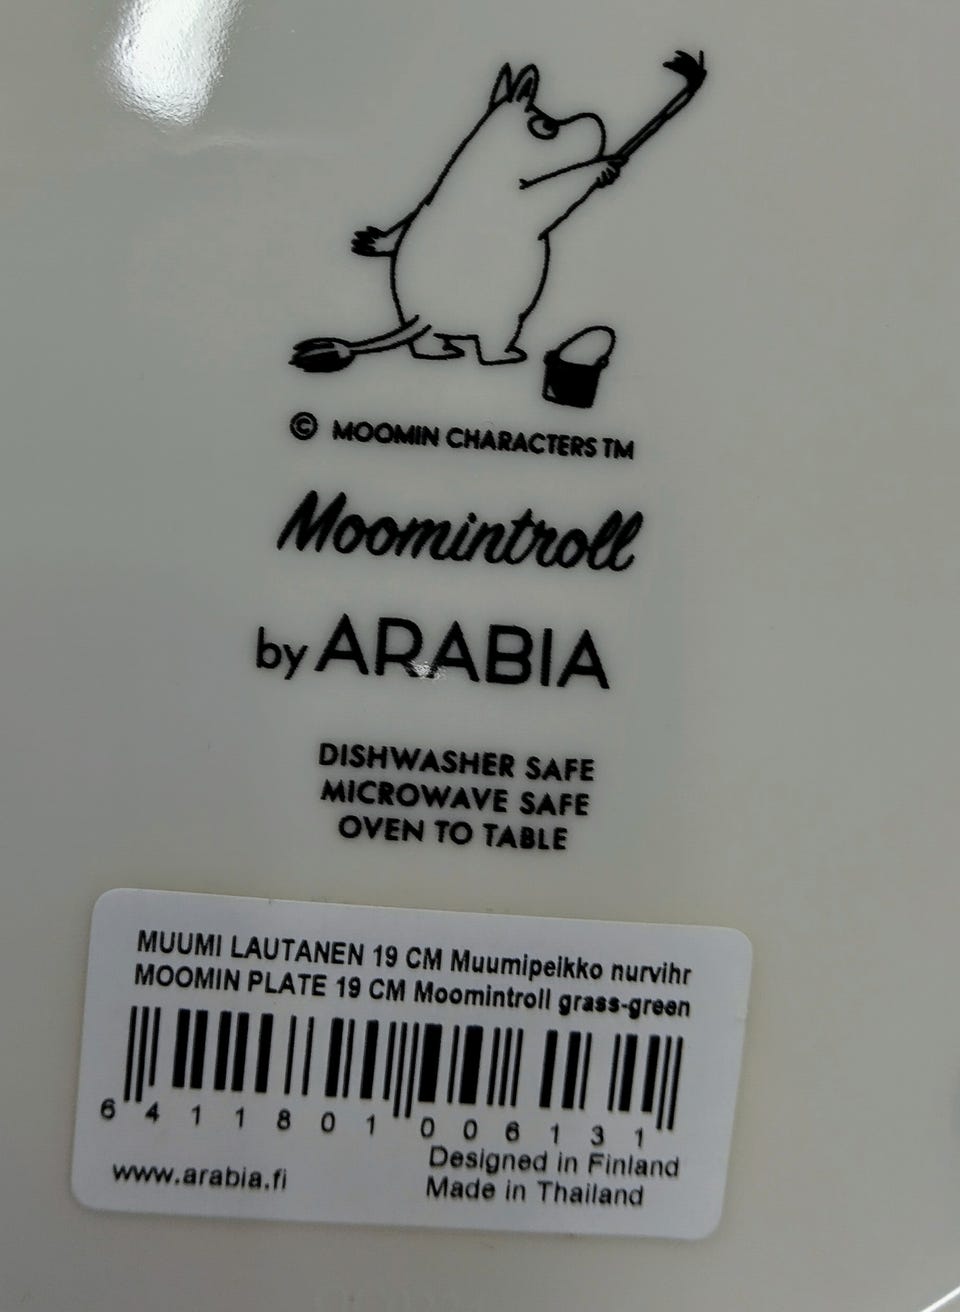 © MOOMIN CHARACTERS TM
Moomintroll
by ARABIA
DISHWASHER SAFE
MICROWAVE SAFE
OVEN TO TABLE
MUUMI LAUTANEN 19 CM Muumipeikko nurvihr
MOOMIN PLATE 19 CM Moomintroll grass-green
6 411801 006131
Designed in Finland
www.arabia.fi Made in Thailand